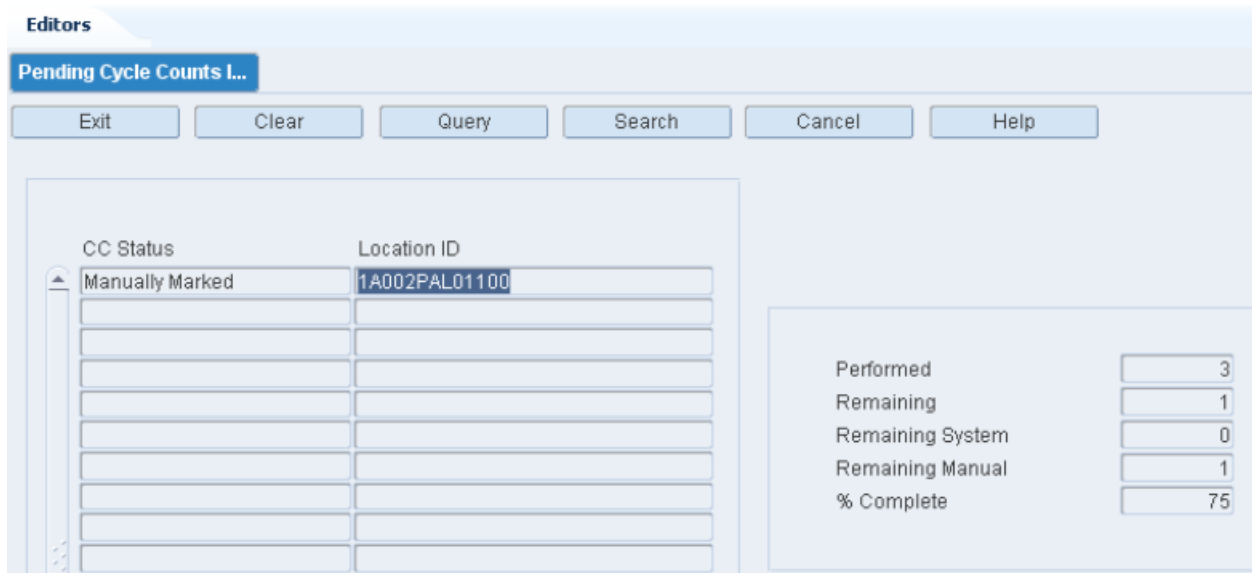 Editors
Pending Cycle Counts I...
Exit Clear Query Search Cancel Help
CC Status Location ID
Manually Marked 1A002PAL01100
Performed 3
Remaining 1
Remaining System 0
Remaining Manual 1
% Complete 75